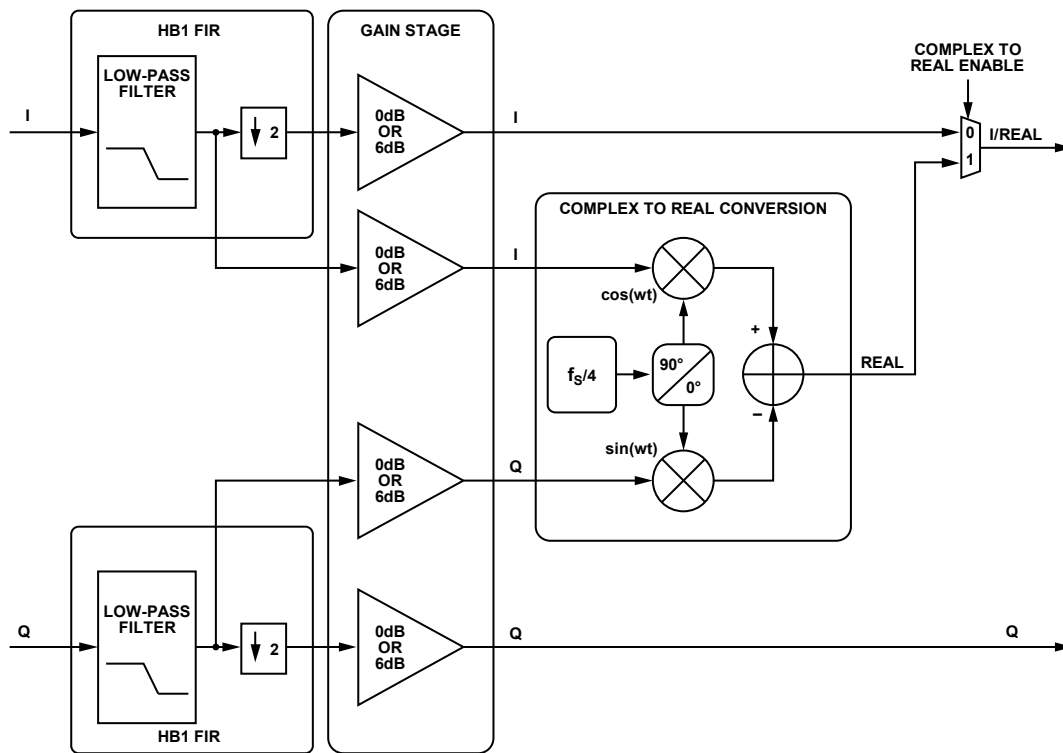 HB1 FIR
GAIN STAGE
LOW-PASS
FILTER
COMPLEX TO
REAL ENABLE
I
2
0dB
OR
6dB
I
0
1
I/REAL
COMPLEX TO REAL CONVERSION
0dB
OR
6dB
I
cos(wt)
+
fS/4
90°
0°
REAL
–
0dB
OR
6dB
Q
sin(wt)
LOW-PASS
FILTER
Q
2
0dB
OR
6dB
Q
Q
HB1 FIR